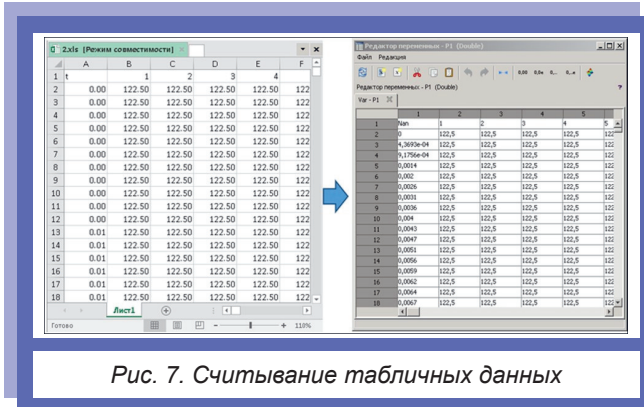 2.xls [Режим совместимости]
A B C D E F
1 t 1 2 3 4
2 0.00 122.50 122.50 122.50 122.50 122
3 0.00 122.50 122.50 122.50 122.50 122
4 0.00 122.50 122.50 122.50 122.50 122
5 0.00 122.50 122.50 122.50 122.50 122
6 0.00 122.50 122.50 122.50 122.50 122
7 0.00 122.50 122.50 122.50 122.50 122
8 0.00 122.50 122.50 122.50 122.50 122
9 0.00 122.50 122.50 122.50 122.50 122
10 0.00 122.50 122.50 122.50 122.50 122
11 0.00 122.50 122.50 122.50 122.50 122
12 0.00 122.50 122.50 122.50 122.50 122
13 0.01 122.50 122.50 122.50 122.50 122
14 0.01 122.50 122.50 122.50 122.50 122
15 0.01 122.50 122.50 122.50 122.50 122
16 0.01 122.50 122.50 122.50 122.50 122
17 0.01 122.50 122.50 122.50 122.50 122
18 0.01 122.50 122.50 122.50 122.50 122
Лист1
Готово 110%
Редактор переменных - P1 (Double)
Файл Редакция
Редактор переменных - P1 (Double)
Var - P1
1 2 3 4 5
1 Nan 1 2 3 4 5
2 0 122,5 122,5 122,5 122,5 122
3 4,3693e-04 122,5 122,5 122,5 122,5 122
4 9,1756e-04 122,5 122,5 122,5 122,5 122
5 0,0014 122,5 122,5 122,5 122,5 122
6 0,002 122,5 122,5 122,5 122,5 122
7 0,0026 122,5 122,5 122,5 122,5 122
8 0,0031 122,5 122,5 122,5 122,5 122
9 0,0036 122,5 122,5 122,5 122,5 122
10 0,004 122,5 122,5 122,5 122,5 122
11 0,0043 122,5 122,5 122,5 122,5 122
12 0,0047 122,5 122,5 122,5 122,5 122
13 0,0051 122,5 122,5 122,5 122,5 122
14 0,0056 122,5 122,5 122,5 122,5 122
15 0,0059 122,5 122,5 122,5 122,5 122
16 0,0062 122,5 122,5 122,5 122,5 122
17 0,0064 122,5 122,5 122,5 122,5 122
18 0,0067 122,5 122,5 122,5 122,5 122
Рис. 7. Считывание табличных данных